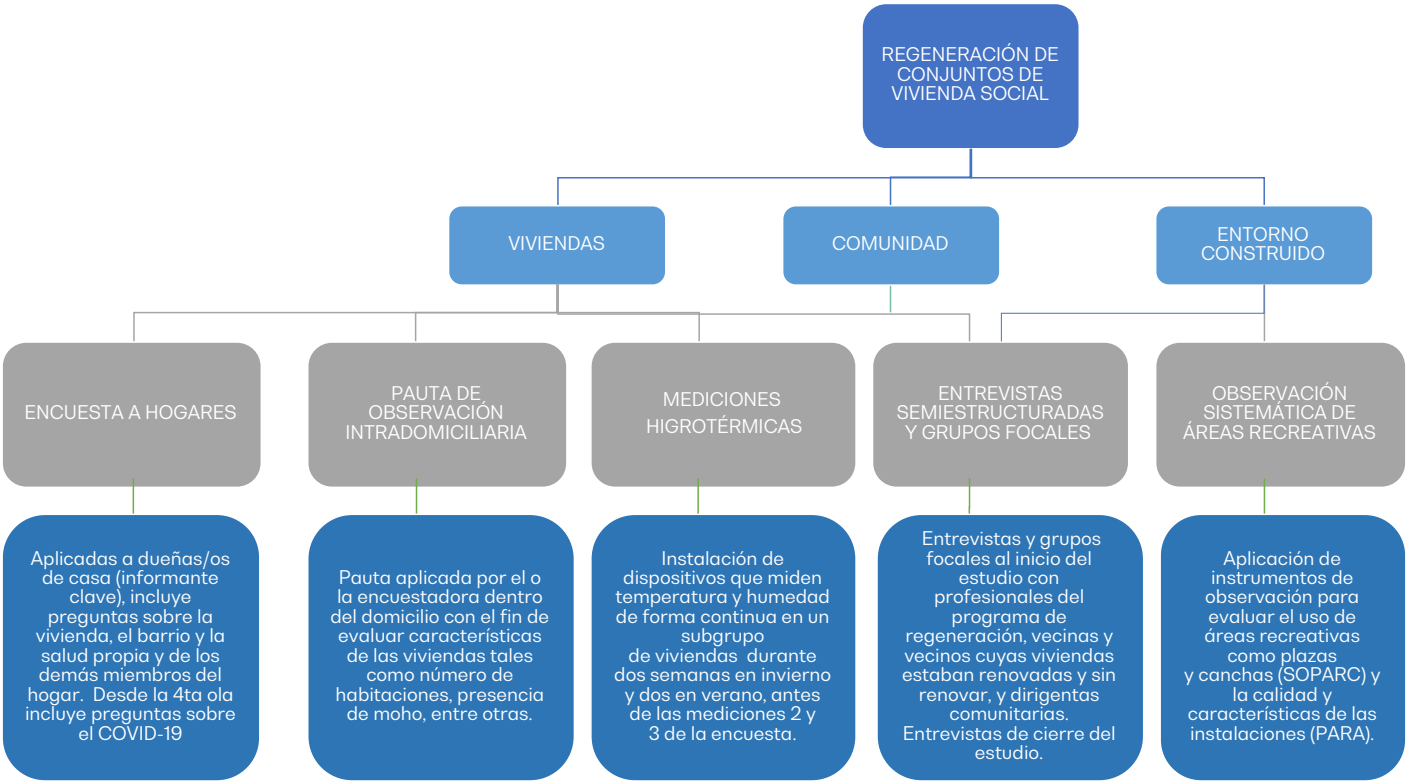 REGENERACIÓN DE
CONJUNTOS DE
VIVIENDA SOCIAL
VIVIENDAS
COMUNIDAD
ENTORNO
CONSTRUIDO
ENCUESTA A HOGARES
PAUTA DE
OBSERVACIÓN
INTRADOMICILIARIA
MEDICIONES
HIGROTÉRMICAS
ENTREVISTAS
SEMIESTRUCTURADAS
Y GRUPOS FOCALES
OBSERVACIÓN
SISTEMÁTICA DE
ÁREAS RECREATIVAS
Aplicadas a dueñas/os
de casa (informante
clave), incluye
preguntas sobre la
vivienda, el barrio y la
salud propia y de los
demás miembros del
hogar. Desde la 4ta ola
incluye preguntas sobre
el COVID-19
Pauta aplicada por el o
la encuestadora dentro
del domicilio con el fin de
evaluar características
de las viviendas tales
como número de
habitaciones, presencia
de moho, entre otras.
Instalación de
dispositivos que miden
temperatura y humedad
de forma continua en un
subgrupo
de viviendas durante
dos semanas en invierno
y dos en verano, antes
de las mediciones 2 y
3 de la encuesta.
Entrevistas y grupos
focales al inicio del
estudio con
profesionales del
programa de
regeneración, vecinas y
vecinos cuyas viviendas
estaban renovadas y sin
renovar, y dirigentas
comunitarias.
Entrevistas de cierre del
estudio.
Aplicación de
instrumentos de
observación para
evaluar el uso de
áreas recreativas
como plazas
y canchas (SOPARC) y
la calidad y
características de las
instalaciones (PARA).